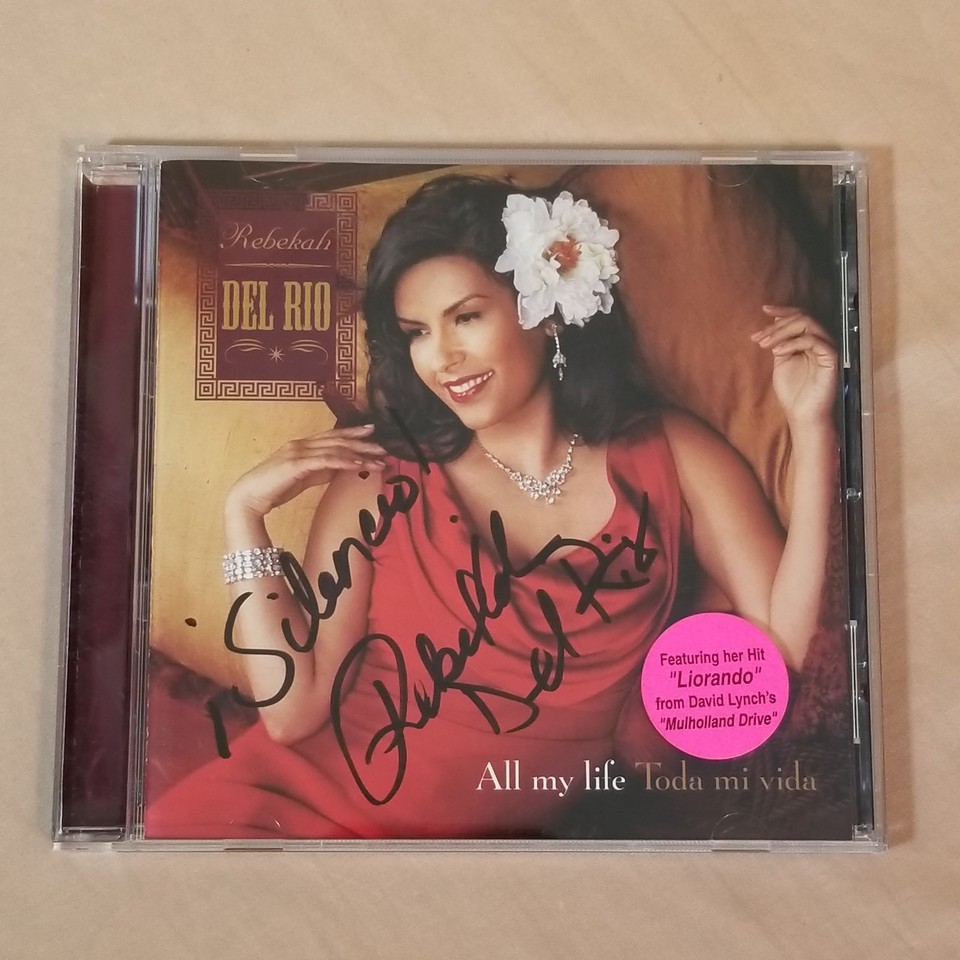 Rebekah
DEL RIO
¡Silencio!
Rebekah
Del Rio
Featuring her Hit
"Liorando"
from David Lynch's
"Mulholland Drive"
All my life Toda mi vida